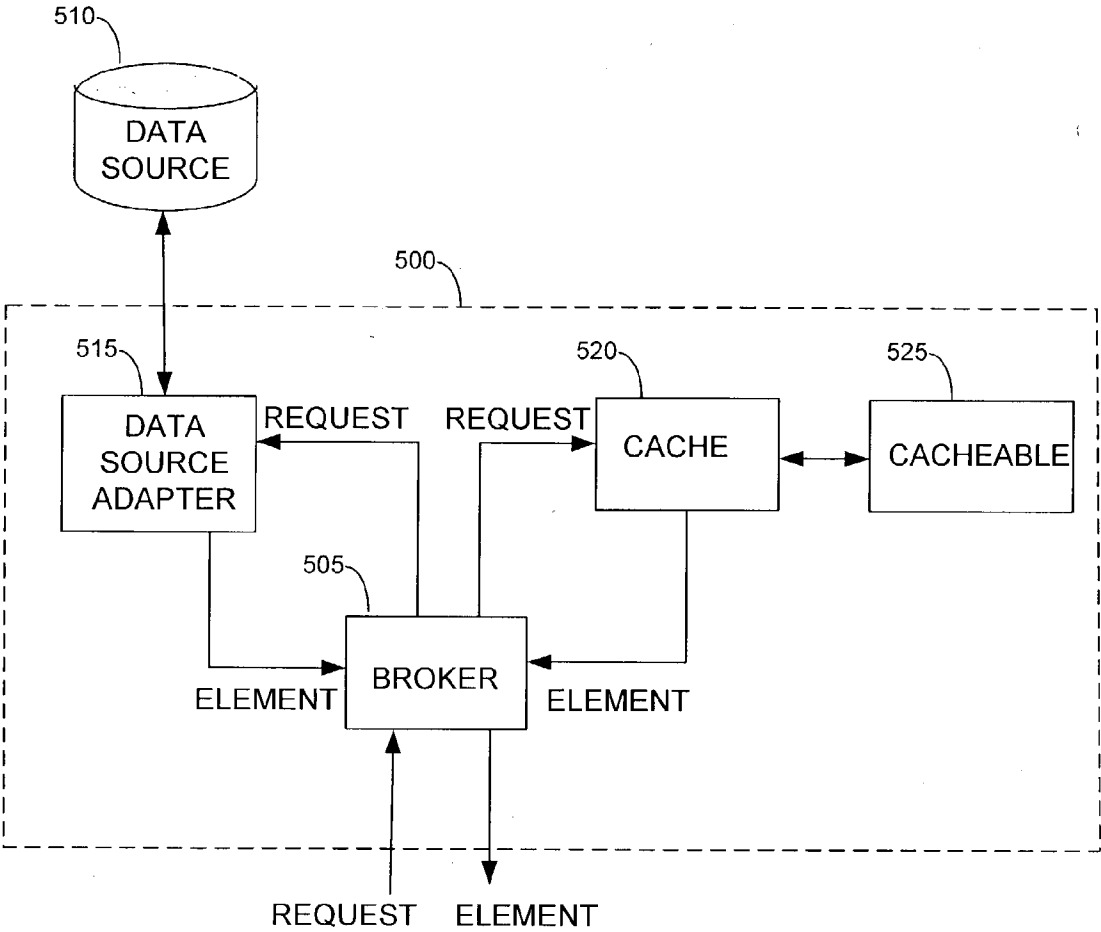 510
DATA
SOURCE
500
515
520
525
REQUEST
REQUEST
DATA
SOURCE
ADAPTER
CACHE
CACHEABLE
505
BROKER
ELEMENT
ELEMENT
REQUEST
ELEMENT